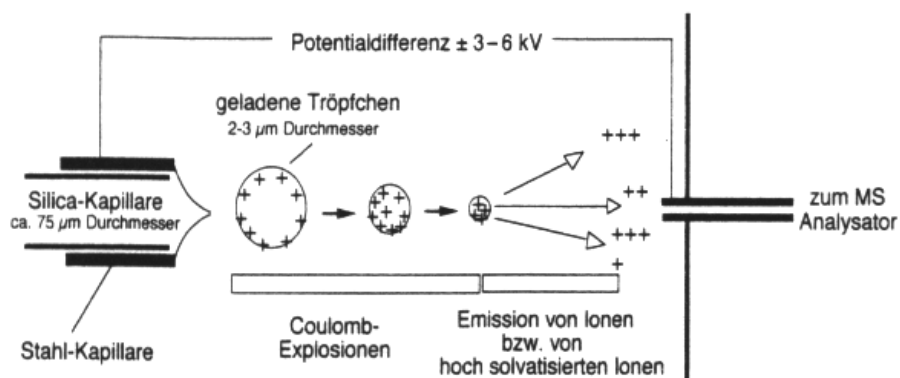 Potentialdifferenz ± 3–6 kV
geladene Tröpfchen
2-3 µm Durchmesser
Silica-Kapillare
ca. 75 µm Durchmesser
Stahl-Kapillare
+++
++
+++
+
zum MS
Analysator
Coulomb-
Explosionen
Emission von Ionen
bzw. von
hoch solvatisierten Ionen